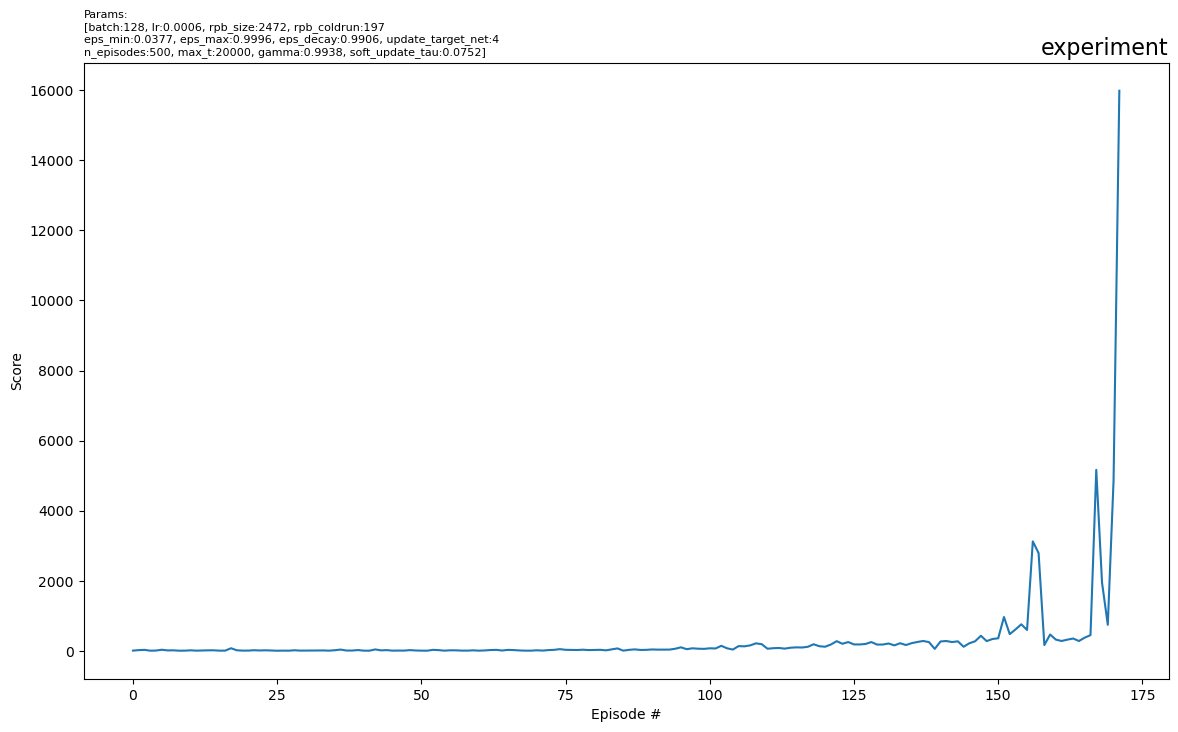 Params:
[batch:128, lr:0.0006, rpb_size:2472, rpb_coldrun:197
eps_min:0.0377, eps_max:0.9996, eps_decay:0.9906, update_target_net:4
n_episodes:500, max_t:20000, gamma:0.9938, soft_update_tau:0.0752]
experiment
16000
14000
12000
10000
8000
6000
4000
2000
0
Score
0 25 50 75 100 125 150 175
Episode #